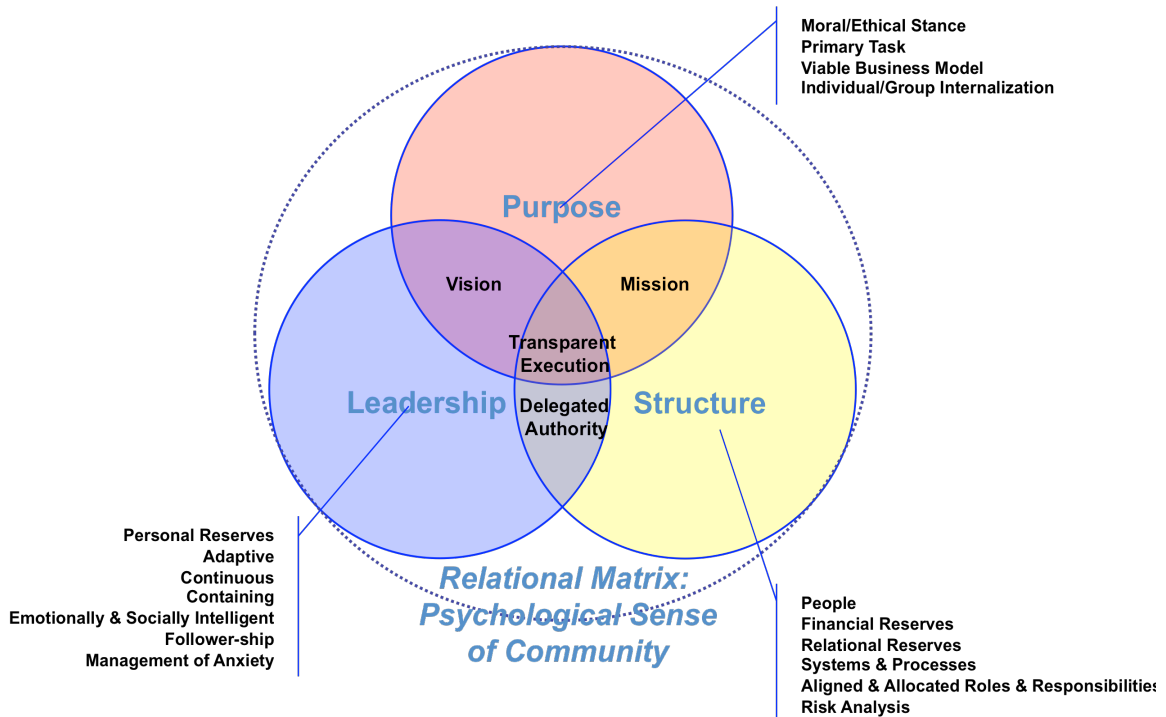 Moral/Ethical Stance
Primary Task
Viable Business Model
Individual/Group Internalization
Purpose
Vision
Mission
Transparent
Execution
Leadership
Structure
Delegated
Authority
Personal Reserves
Adaptive
Continuous
Containing
Emotionally & Socially Intelligent
Follower-ship
Management of Anxiety
Relational Matrix:
Psychological Sense
of Community
People
Financial Reserves
Relational Reserves
Systems & Processes
Aligned & Allocated Roles & Responsibilities
Risk Analysis